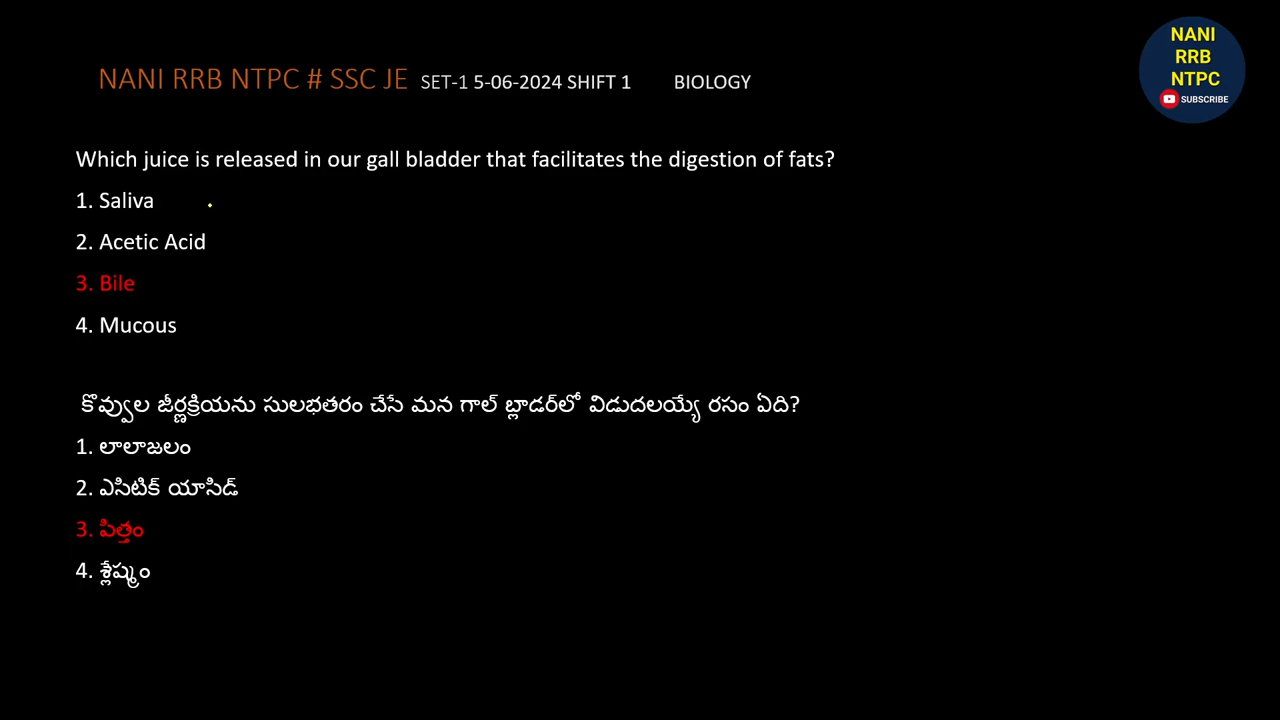 NANI RRB NTPC # SSC JE SET-1 5-06-2024 SHIFT 1 BIOLOGY
NANI
RRB
NTPC
SUBSCRIBE
Which juice is released in our gall bladder that facilitates the digestion of fats?
1. Saliva
2. Acetic Acid
3. Bile
4. Mucous
కొవ్వుల జీర్ణక్రియను సులభతరం చేసే మన గాల్ బ్లాడర్‌లో విడుదలయ్యే రసం ఏది?
1. లాలాజలం
2. ఎసిటిక్ యాసిడ్
3. పిత్తం
4. శ్లేష్మం